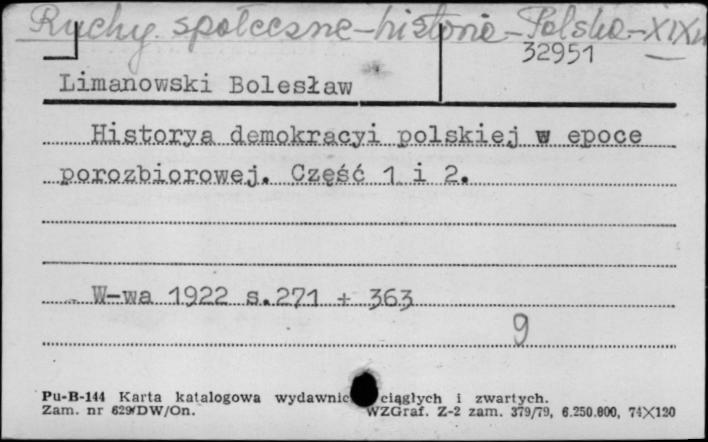 Ruchy społeczne - historia - Polska - XIX w
32951
Limanowski Bolesław
Historya demokracyi polskiej w epoce
porozbiorowej. Część 1 i 2.
W-wa 1922 s.271 + 363
9
Pu-B-144 Karta katalogowa wydawnic ciągłych i zwartych.
Zam. nr 629/DW/On. WZGraf. Z-2 zam. 379/79, 6.250.000, 74X120